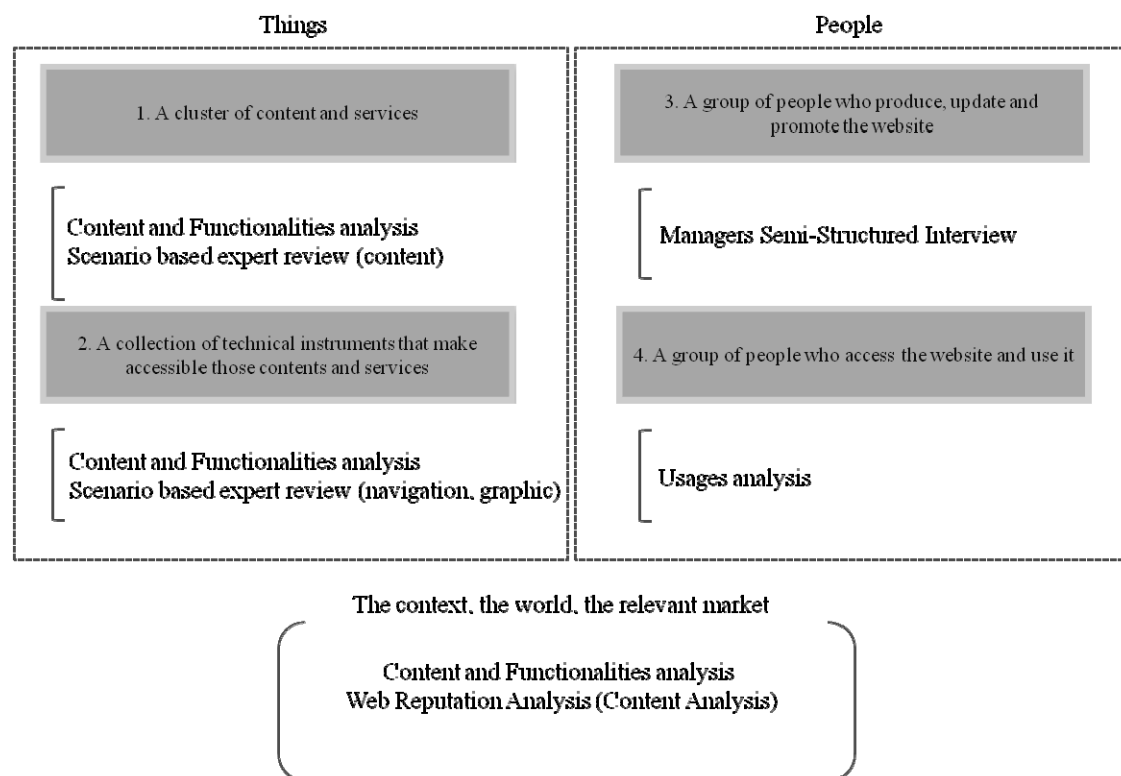 Things
1. A cluster of content and services
Content and Functionalities analysis
Scenario based expert review (content)
2. A collection of technical instruments that make
accessible those contents and services
Content and Functionalities analysis
Scenario based expert review (navigation, graphic)
People
3. A group of people who produce, update and
promote the website
Managers Semi-Structured Interview
4. A group of people who access the website and use it
Usages analysis
The context, the world, the relevant market
Content and Functionalities analysis
Web Reputation Analysis (Content Analysis)